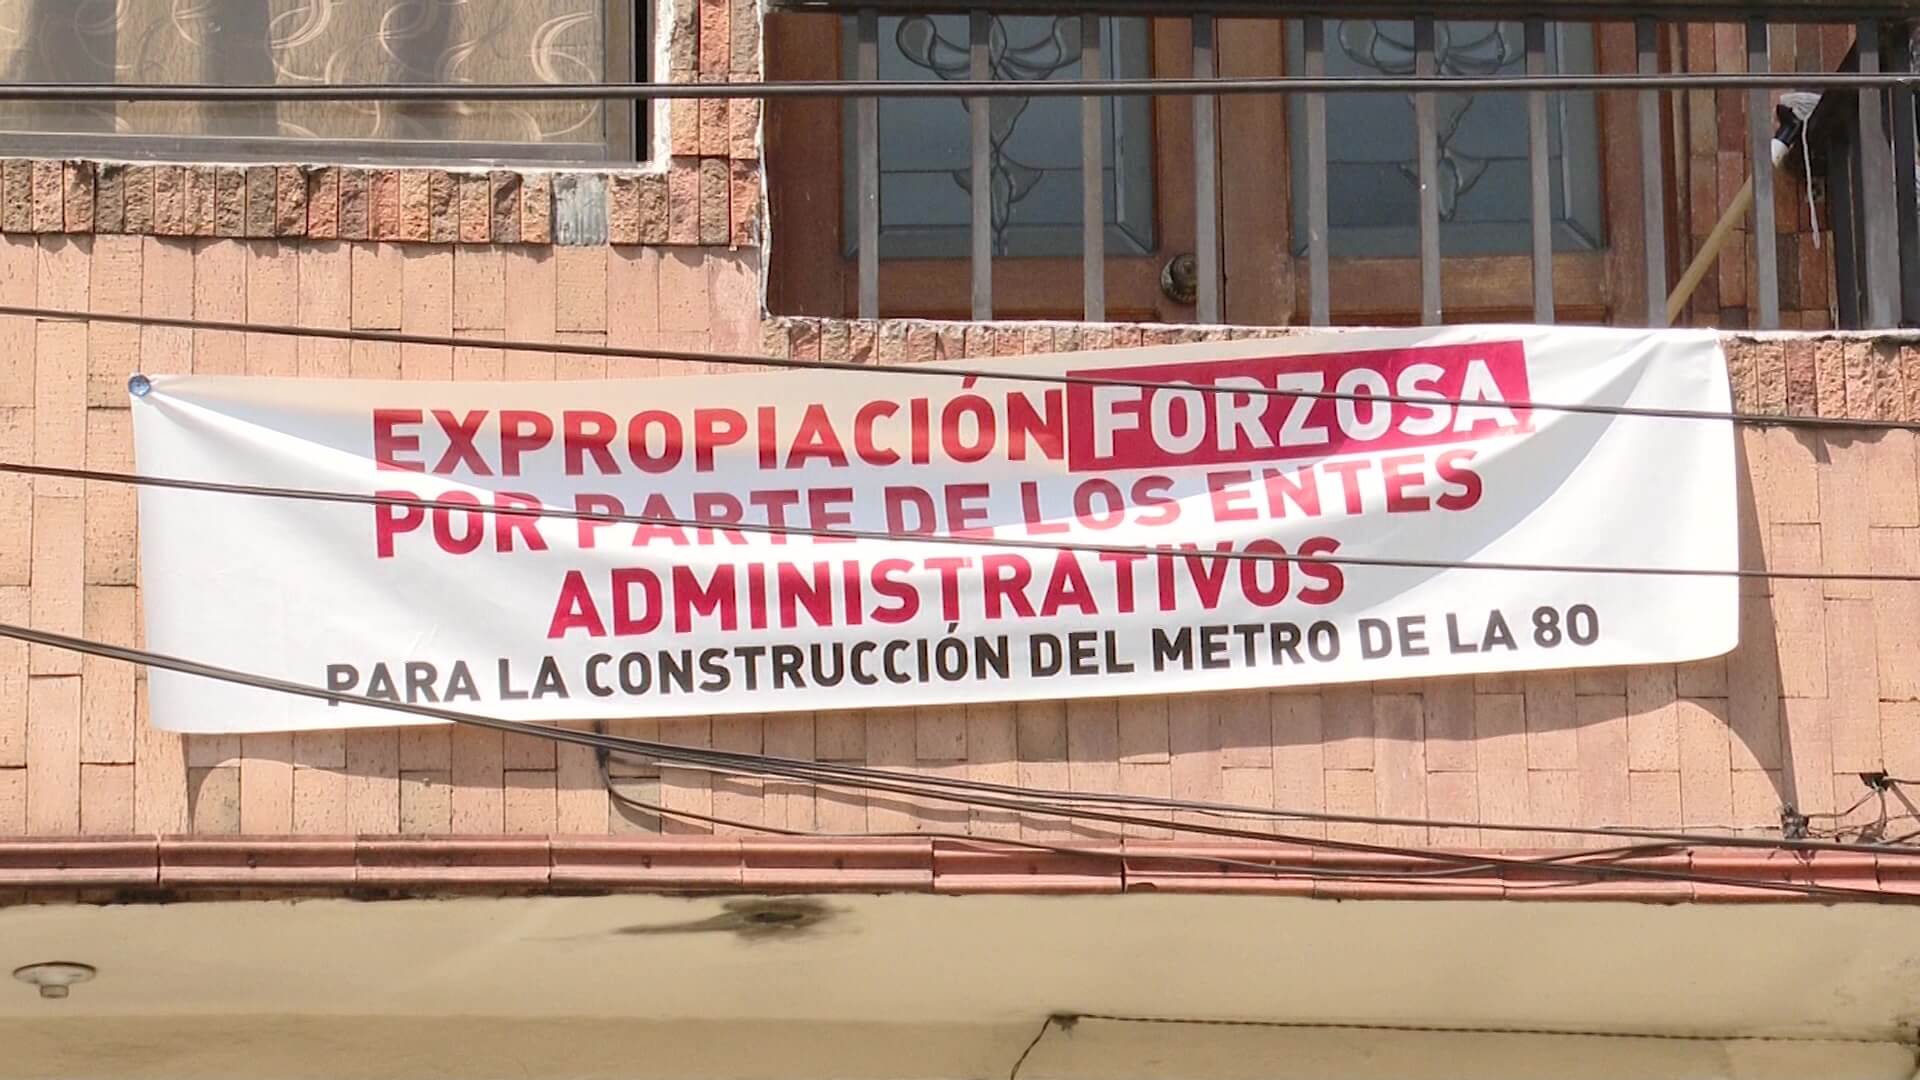 EXPROPIACIÓN FORZOSA
POR PARTE DE LOS ENTES
ADMINISTRATIVOS
PARA LA CONSTRUCCIÓN DEL METRO DE LA 80